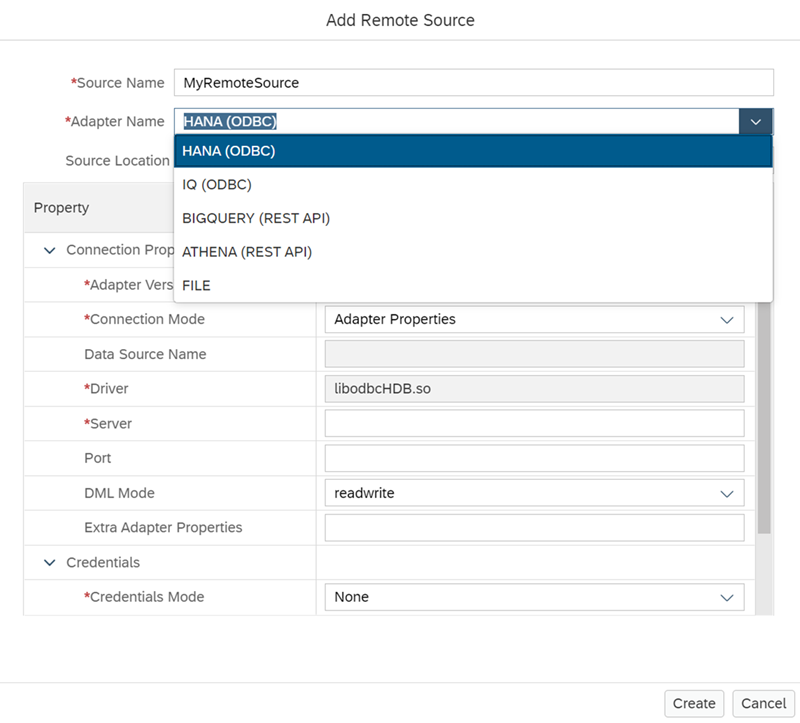 Add Remote Source
*Source Name MyRemoteSource
*Adapter Name HANA (ODBC)
HANA (ODBC)
Source Location
IQ (ODBC)
Property
BIGQUERY (REST API)
Connection Prop
ATHENA (REST API)
*Adapter Vers
FILE
*Connection Mode Adapter Properties
Data Source Name
*Driver libodbcHDB.so
*Server
Port
DML Mode readwrite
Extra Adapter Properties
Credentials
*Credentials Mode None
Create Cancel